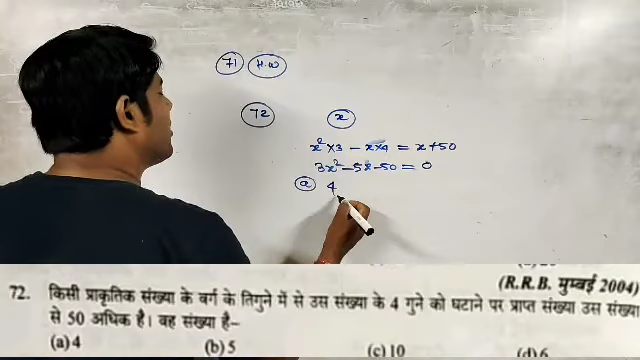 71 H.W
72 x
x² × 3 − x × 4 = x + 50
3x² − 5x − 50 = 0
a 4
(R.R.B. मुम्बई 2004)
72. किसी प्राकृतिक संख्या के वर्ग के तिगुने में से उस संख्या के 4 गुने को घटाने पर प्राप्त संख्या उस संख्या
से 50 अधिक है। वह संख्या है–
(a) 4 (b) 5 (c) 10 (d) 6